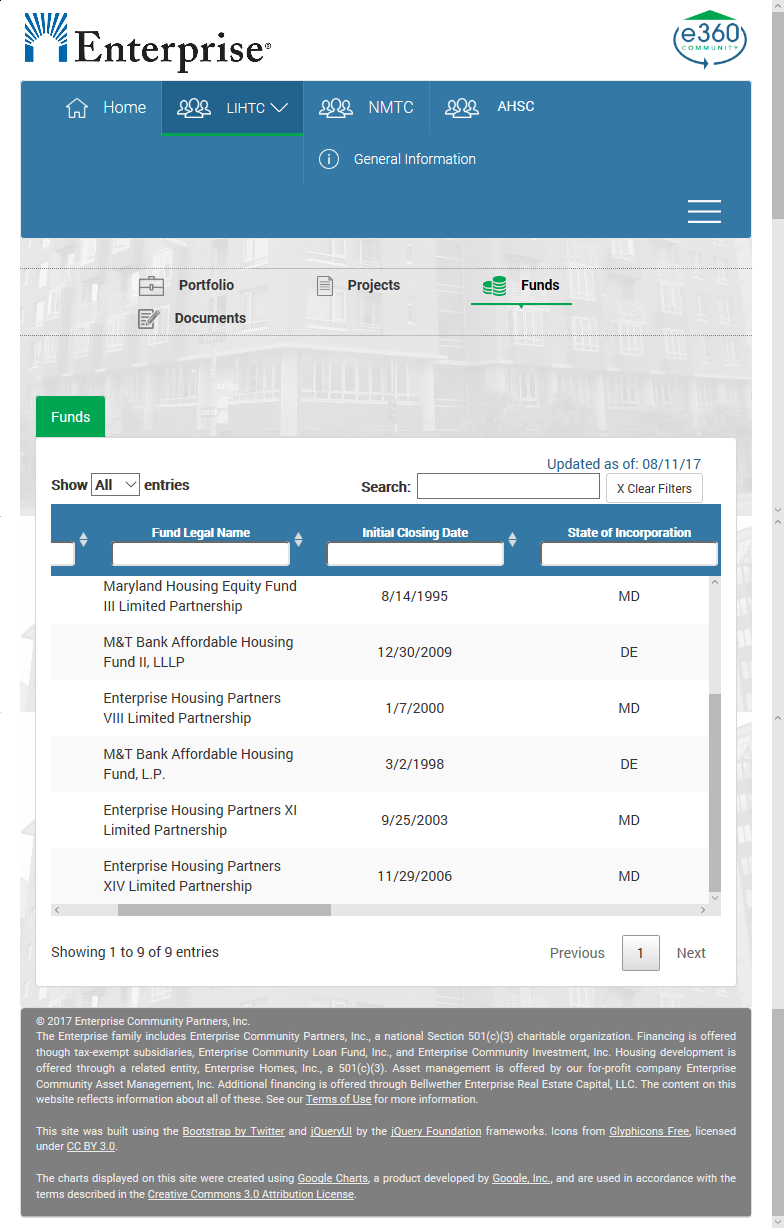 Enterprise®
e360
COMMUNITY
Home
LIHTC
NMTC
AHSC
General Information
Portfolio
Projects
Funds
Documents
Funds
Updated as of: 08/11/17
Show All entries
Search:
X Clear Filters
Fund Legal Name
Initial Closing Date
State of Incorporation
Maryland Housing Equity Fund
III Limited Partnership
8/14/1995
MD
M&T Bank Affordable Housing
Fund II, LLLP
12/30/2009
DE
Enterprise Housing Partners
VIII Limited Partnership
1/7/2000
MD
M&T Bank Affordable Housing
Fund, L.P.
3/2/1998
DE
Enterprise Housing Partners XI
Limited Partnership
9/25/2003
MD
Enterprise Housing Partners
XIV Limited Partnership
11/29/2006
MD
Showing 1 to 9 of 9 entries
Previous
1
Next
© 2017 Enterprise Community Partners, Inc.
The Enterprise family includes Enterprise Community Partners, Inc., a national Section 501(c)(3) charitable organization. Financing is offered
though tax-exempt subsidiaries, Enterprise Community Loan Fund, Inc., and Enterprise Community Investment, Inc. Housing development is
offered through a related entity, Enterprise Homes, Inc., a 501(c)(3). Asset management is offered by our for-profit company Enterprise
Community Asset Management, Inc. Additional financing is offered through Bellwether Enterprise Real Estate Capital, LLC. The content on this
website reflects information about all of these. See our Terms of Use for more information.
This site was built using the Bootstrap by Twitter and jQueryUI by the jQuery Foundation frameworks. Icons from Glyphicons Free, licensed
under CC BY 3.0.
The charts displayed on this site were created using Google Charts, a product developed by Google, Inc., and are used in accordance with the
terms described in the Creative Commons 3.0 Attribution License.